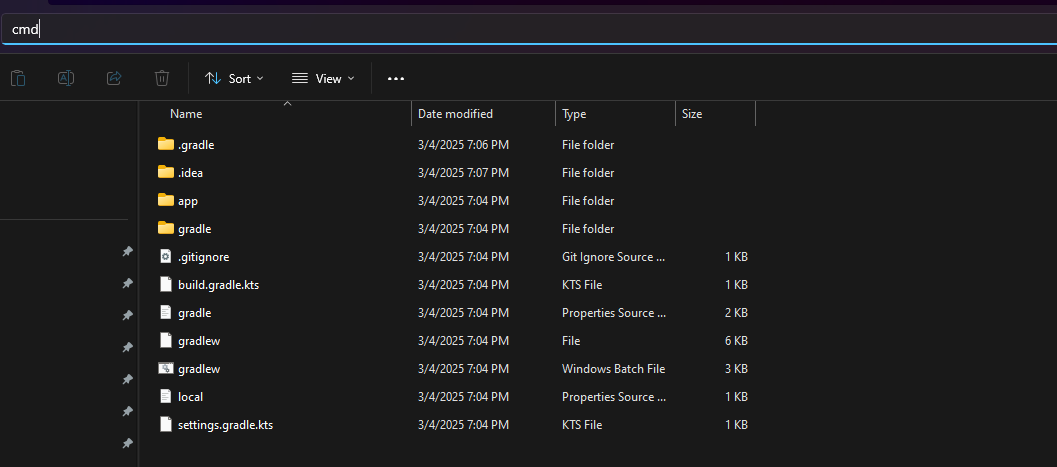 cmd
Sort View
Name Date modified Type Size
.gradle 3/4/2025 7:06 PM File folder
.idea 3/4/2025 7:07 PM File folder
app 3/4/2025 7:04 PM File folder
gradle 3/4/2025 7:04 PM File folder
.gitignore 3/4/2025 7:04 PM Git Ignore Source ... 1 KB
build.gradle.kts 3/4/2025 7:04 PM KTS File 1 KB
gradle 3/4/2025 7:04 PM Properties Source ... 2 KB
gradlew 3/4/2025 7:04 PM File 6 KB
gradlew 3/4/2025 7:04 PM Windows Batch File 3 KB
local 3/4/2025 7:04 PM Properties Source ... 1 KB
settings.gradle.kts 3/4/2025 7:04 PM KTS File 1 KB